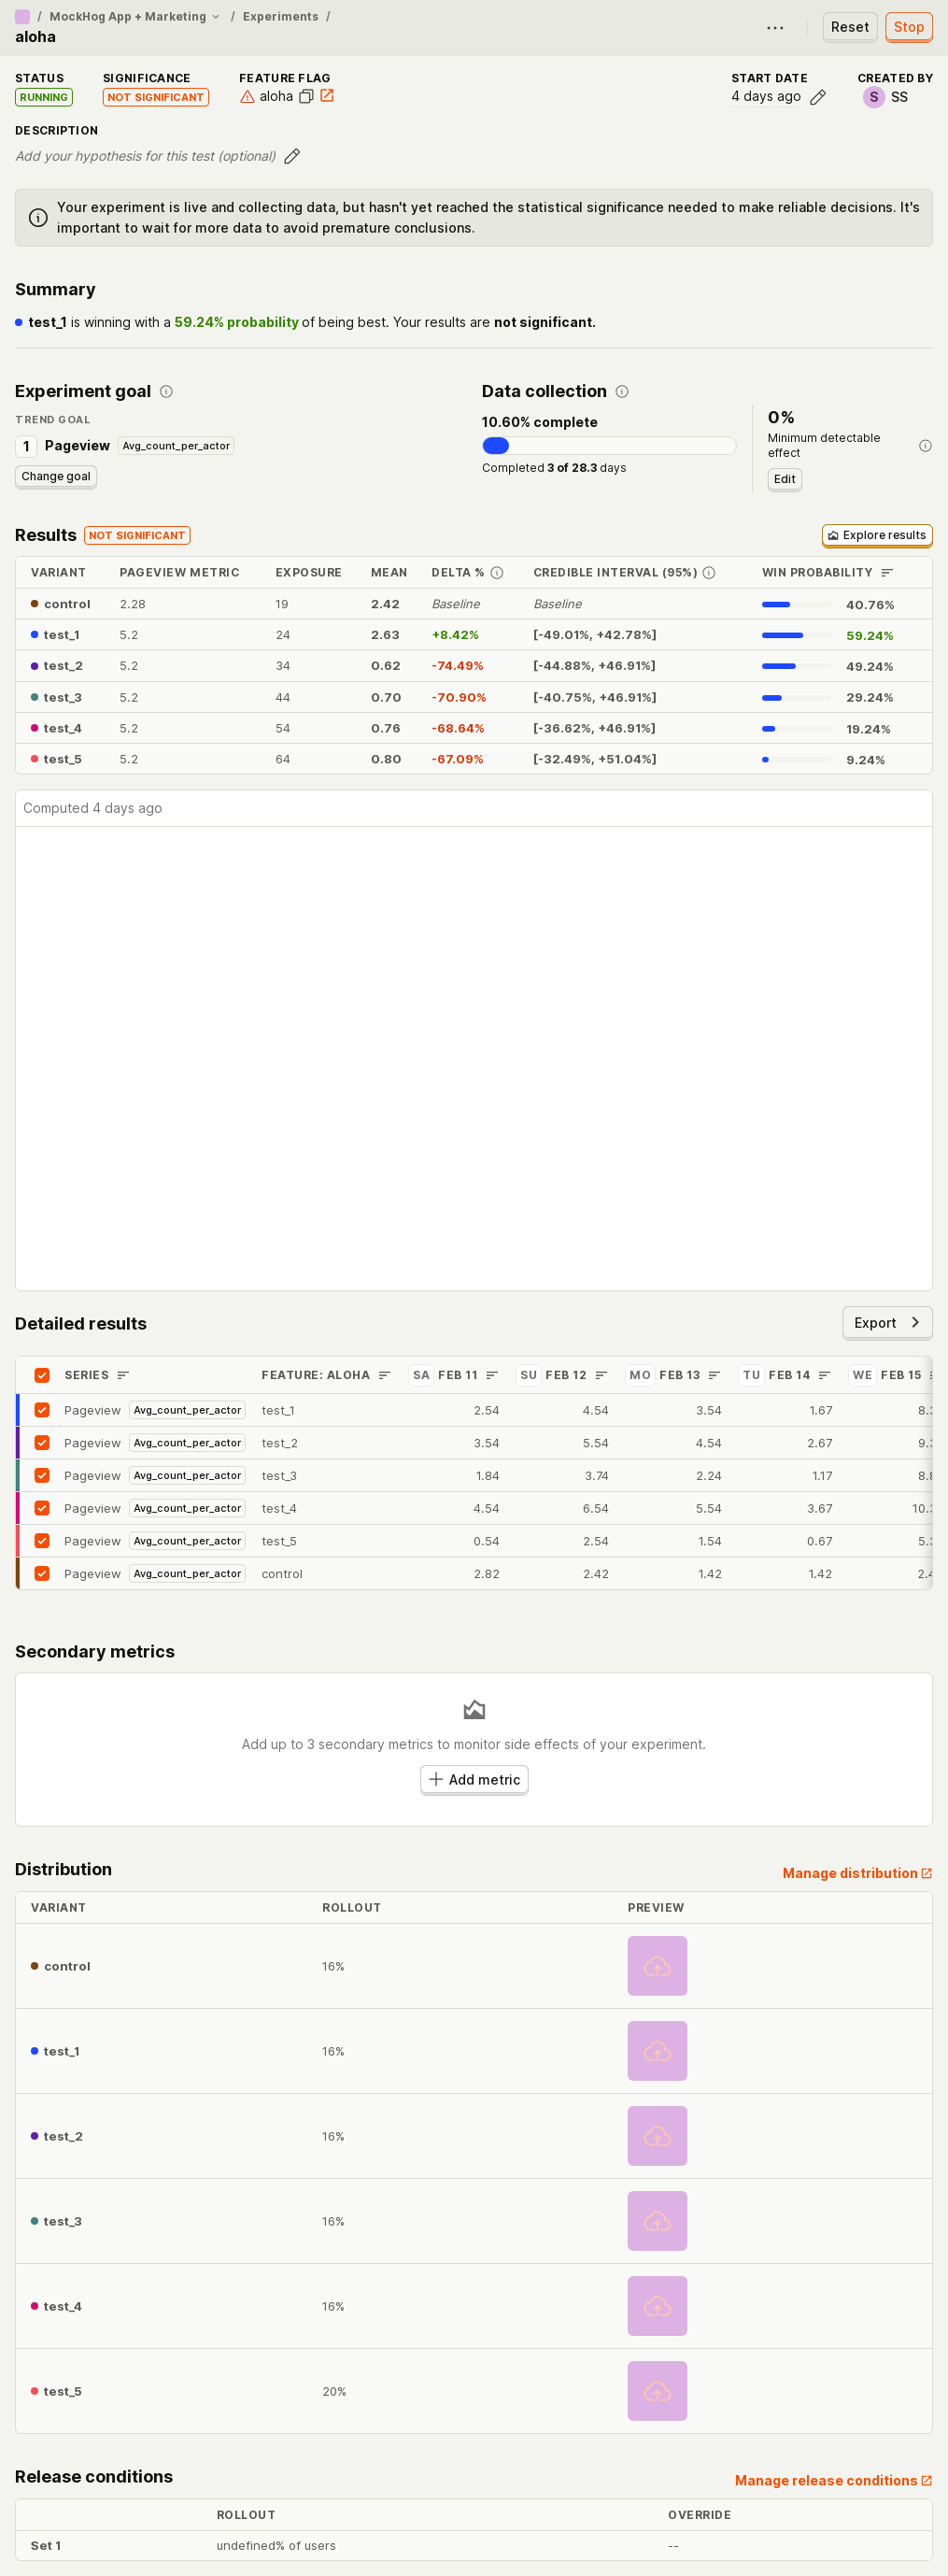 / MockHog App + Marketing / Experiments /
aloha
Reset
Stop
STATUS
RUNNING
SIGNIFICANCE
NOT SIGNIFICANT
FEATURE FLAG
aloha
START DATE
4 days ago
CREATED BY
S SS
DESCRIPTION
Add your hypothesis for this test (optional)
Your experiment is live and collecting data, but hasn't yet reached the statistical significance needed to make reliable decisions. It's
important to wait for more data to avoid premature conclusions.
Summary
test_1 is winning with a 59.24% probability of being best. Your results are not significant.
Experiment goal
TREND GOAL
1 Pageview Avg_count_per_actor
Change goal
Data collection
10.60% complete
Completed 3 of 28.3 days
0%
Minimum detectable
effect
Edit
Results NOT SIGNIFICANT
Explore results
VARIANT PAGEVIEW METRIC EXPOSURE MEAN DELTA % CREDIBLE INTERVAL (95%) WIN PROBABILITY
control 2.28 19 2.42 Baseline Baseline 40.76%
test_1 5.2 24 2.63 +8.42% [-49.01%, +42.78%] 59.24%
test_2 5.2 34 0.62 -74.49% [-44.88%, +46.91%] 49.24%
test_3 5.2 44 0.70 -70.90% [-40.75%, +46.91%] 29.24%
test_4 5.2 54 0.76 -68.64% [-36.62%, +46.91%] 19.24%
test_5 5.2 64 0.80 -67.09% [-32.49%, +51.04%] 9.24%
Computed 4 days ago
Detailed results
Export
SERIES FEATURE: ALOHA SA FEB 11 SU FEB 12 MO FEB 13 TU FEB 14 WE FEB 15
Pageview Avg_count_per_actor test_1 2.54 4.54 3.54 1.67 8.3
Pageview Avg_count_per_actor test_2 3.54 5.54 4.54 2.67 9.3
Pageview Avg_count_per_actor test_3 1.84 3.74 2.24 1.17 8.8
Pageview Avg_count_per_actor test_4 4.54 6.54 5.54 3.67 10.3
Pageview Avg_count_per_actor test_5 0.54 2.54 1.54 0.67 5.3
Pageview Avg_count_per_actor control 2.82 2.42 1.42 1.42 2.4
Secondary metrics
Add up to 3 secondary metrics to monitor side effects of your experiment.
Add metric
Distribution
Manage distribution
VARIANT ROLLOUT PREVIEW
control 16%
test_1 16%
test_2 16%
test_3 16%
test_4 16%
test_5 20%
Release conditions
Manage release conditions
ROLLOUT OVERRIDE
Set 1 undefined% of users --